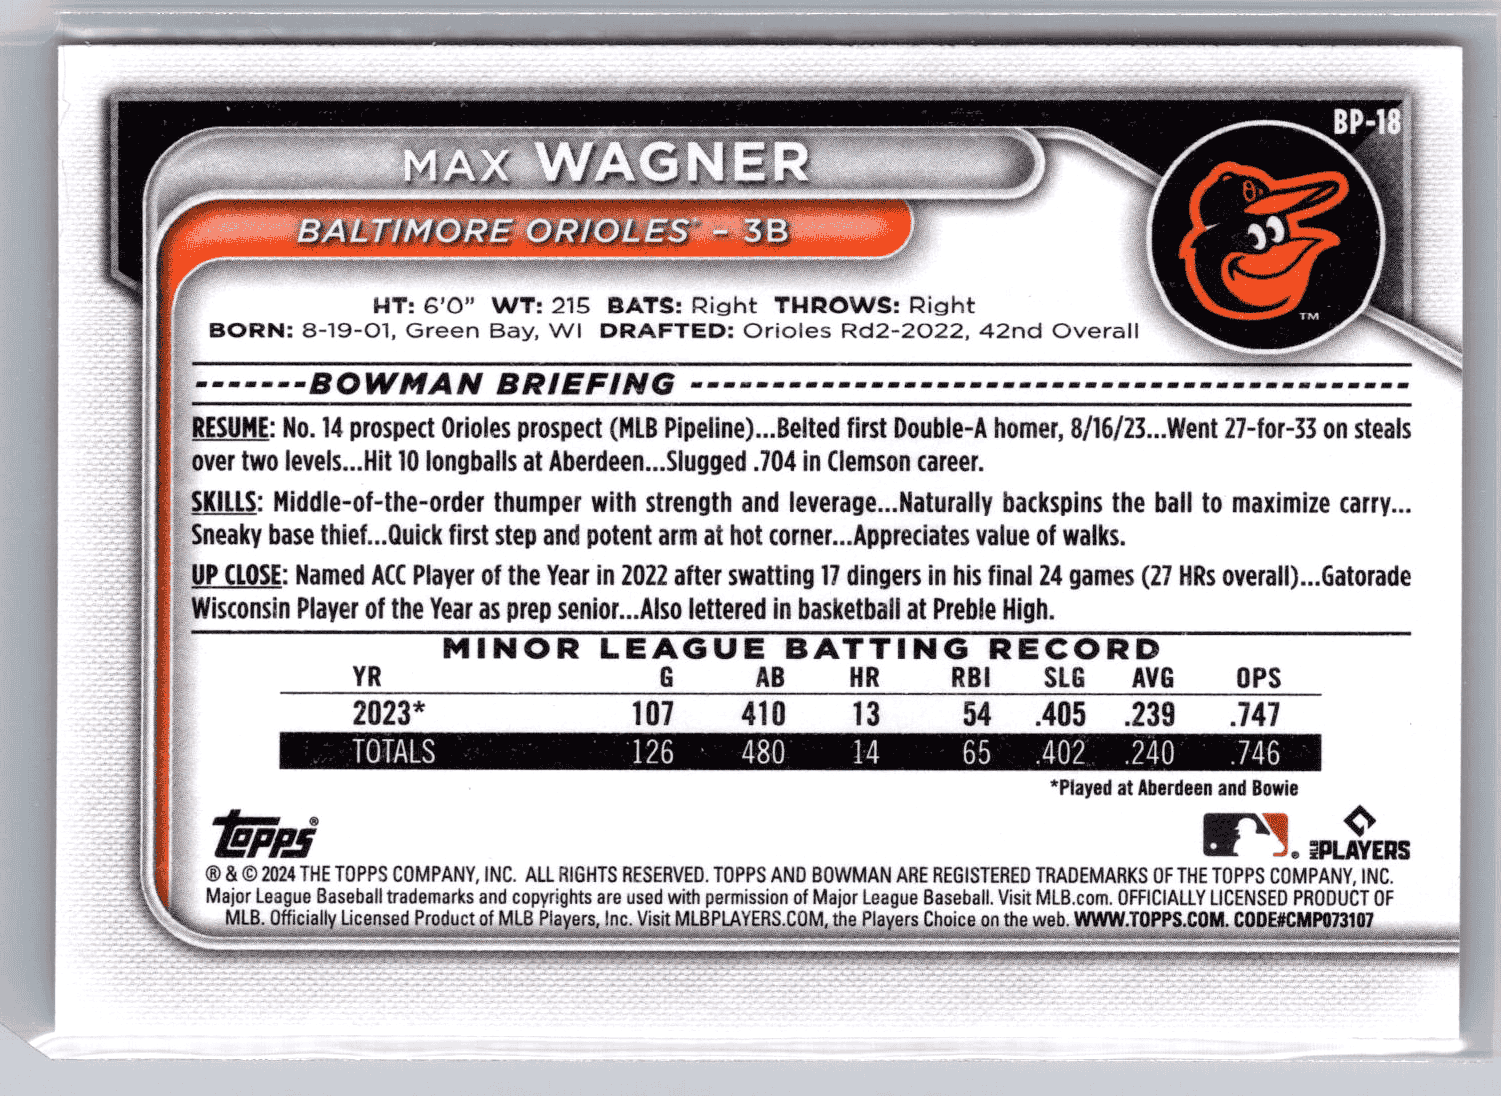 BP-18
MAX WAGNER
BALTIMORE ORIOLES - 3B
HT: 6'0" WT: 215 BATS: Right THROWS: Right
BORN: 8-19-01, Green Bay, WI DRAFTED: Orioles Rd2-2022, 42nd Overall
TM
BOWMAN BRIEFING
RESUME: No. 14 prospect Orioles prospect (MLB Pipeline)...Belted first Double-A homer, 8/16/23...Went 27-for-33 on steals
over two levels...Hit 10 longballs at Aberdeen...Slugged .704 in Clemson career.
SKILLS: Middle-of-the-order thumper with strength and leverage...Naturally backspins the ball to maximize carry...
Sneaky base thief...Quick first step and potent arm at hot corner...Appreciates value of walks.
UP CLOSE: Named ACC Player of the Year in 2022 after swatting 17 dingers in his final 24 games (27 HRs overall)...Gatorade
Wisconsin Player of the Year as prep senior...Also lettered in basketball at Preble High.
MINOR LEAGUE BATTING RECORD
YR G AB HR RBI SLG AVG OPS
2023* 107 410 13 54 .405 .239 .747
TOTALS 126 480 14 65 .402 .240 .746
*Played at Aberdeen and Bowie
Topps® ® MLB PLAYERS
® & © 2024 THE TOPPS COMPANY, INC. ALL RIGHTS RESERVED. TOPPS AND BOWMAN ARE REGISTERED TRADEMARKS OF THE TOPPS COMPANY, INC.
Major League Baseball trademarks and copyrights are used with permission of Major League Baseball. Visit MLB.com. OFFICIALLY LICENSED PRODUCT OF
MLB. Officially Licensed Product of MLB Players, Inc. Visit MLBPLAYERS.COM, the Players Choice on the web. WWW.TOPPS.COM. CODE#CMP073107